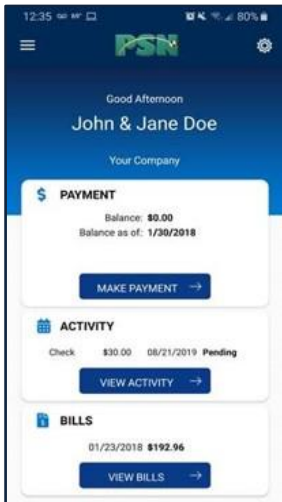 12:35 80%
PSN
Good Afternoon
John & Jane Doe
Your Company
$ PAYMENT
Balance: $0.00
Balance as of: 1/30/2018
MAKE PAYMENT →
ACTIVITY
Check $30.00 08/21/2019 Pending
VIEW ACTIVITY →
BILLS
01/23/2018 $192.96
VIEW BILLS →